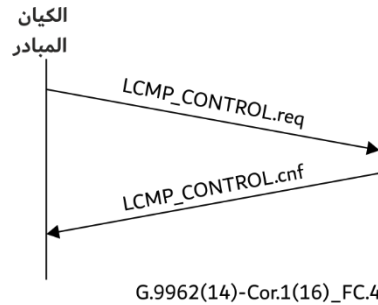 الكيان
المبادر
LCMP_CONTROL.req
LCMP_CONTROL.cnf
G.9962(14)-Cor.1(16)_FC.4